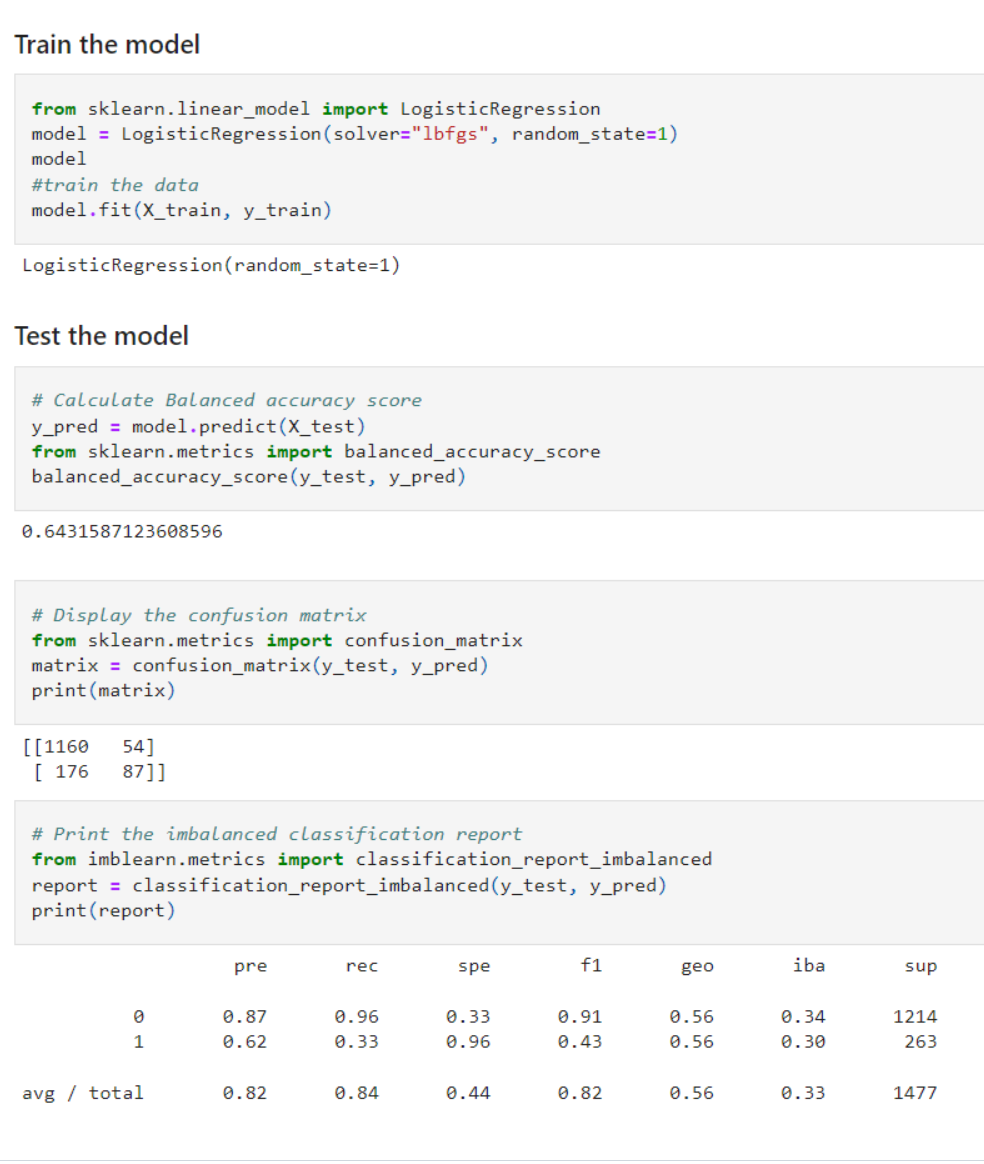 Train the model
from sklearn.linear_model import LogisticRegression
model = LogisticRegression(solver="lbfgs", random_state=1)
model
#train the data
model.fit(X_train, y_train)
LogisticRegression(random_state=1)
Test the model
# Calculate Balanced accuracy score
y_pred = model.predict(X_test)
from sklearn.metrics import balanced_accuracy_score
balanced_accuracy_score(y_test, y_pred)
0.6431587123608596
# Display the confusion matrix
from sklearn.metrics import confusion_matrix
matrix = confusion_matrix(y_test, y_pred)
print(matrix)
[[1160   54]
 [ 176   87]]
# Print the imbalanced classification report
from imblearn.metrics import classification_report_imbalanced
report = classification_report_imbalanced(y_test, y_pred)
print(report)
                   pre       rec       spe        f1       geo       iba       sup
          0       0.87      0.96      0.33      0.91      0.56      0.34      1214
          1       0.62      0.33      0.96      0.43      0.56      0.30       263
avg / total       0.82      0.84      0.44      0.82      0.56      0.33      1477